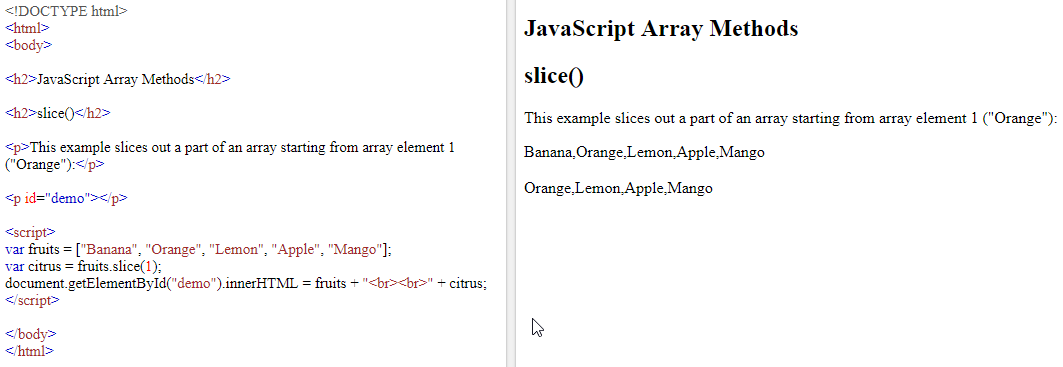 <!DOCTYPE html>
<html>
<body>
<h2>JavaScript Array Methods</h2>
<h2>slice()</h2>
<p>This example slices out a part of an array starting from array element 1
("Orange"):</p>
<p id="demo"></p>
<script>
var fruits = ["Banana", "Orange", "Lemon", "Apple", "Mango"];
var citrus = fruits.slice(1);
document.getElementById("demo").innerHTML = fruits + "<br><br>" + citrus;
</script>
</body>
</html>
JavaScript Array Methods
slice()
This example slices out a part of an array starting from array element 1 ("Orange"):
Banana,Orange,Lemon,Apple,Mango
Orange,Lemon,Apple,Mango